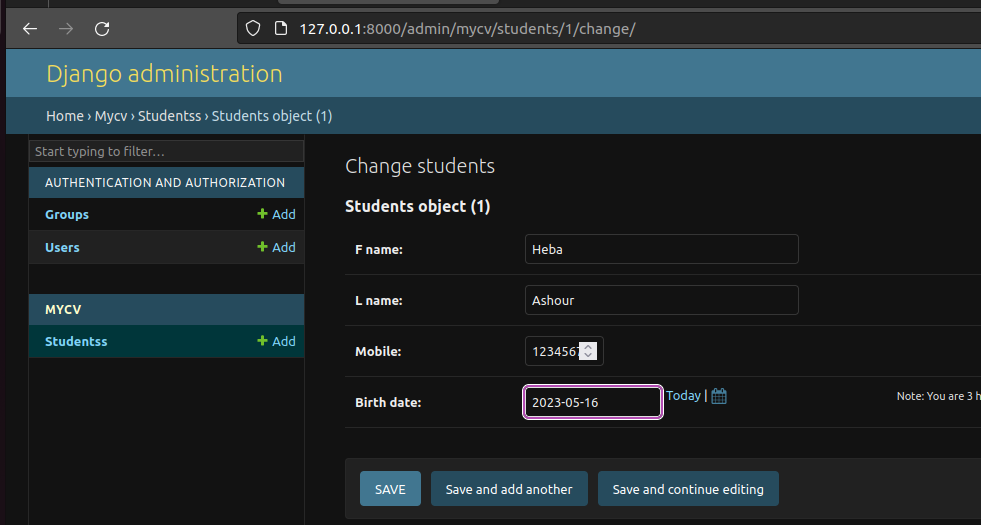 127.0.0.1:8000/admin/mycv/students/1/change/
Django administration
Home › Mycv › Studentss › Students object (1)
Start typing to filter…
AUTHENTICATION AND AUTHORIZATION
Groups + Add
Users + Add
MYCV
Studentss + Add
Change students
Students object (1)
F name: Heba
L name: Ashour
Mobile: 1234567
Birth date: 2023-05-16 Today | Note: You are 3 h
SAVE Save and add another Save and continue editing